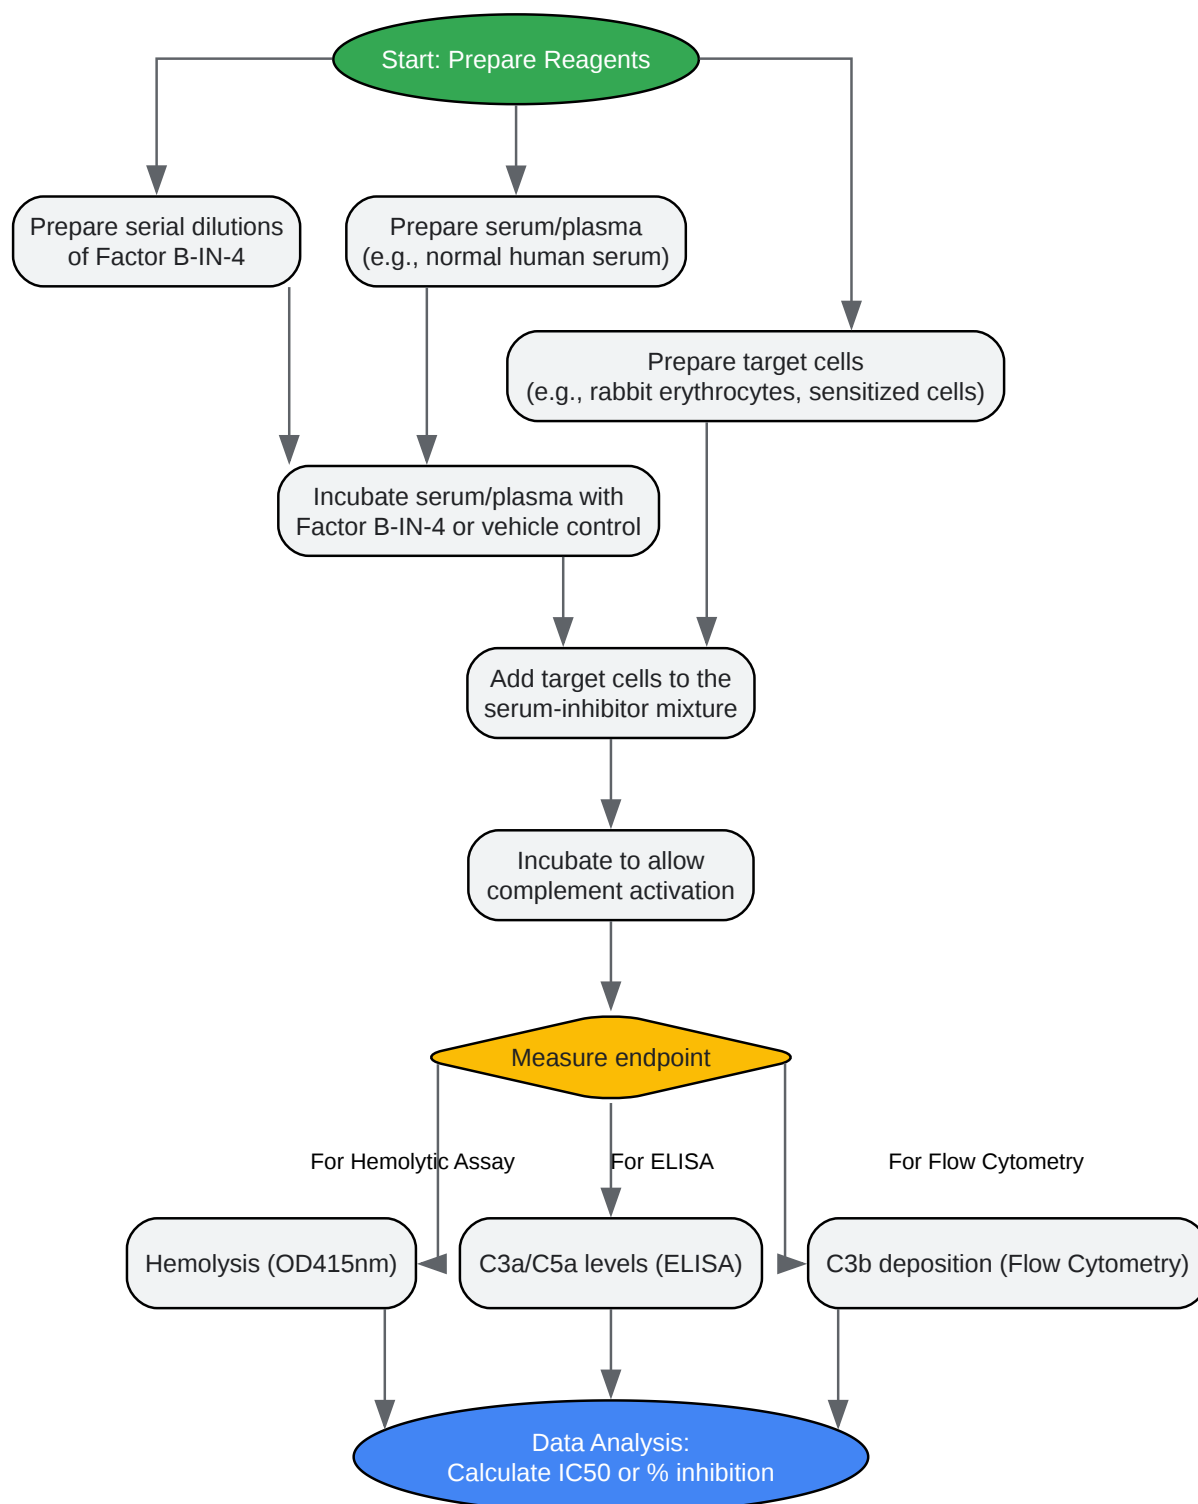 Start: Prepare Reagents
Prepare serial dilutions
of Factor B-IN-4
Prepare serum/plasma
(e.g., normal human serum)
Prepare target cells
(e.g., rabbit erythrocytes, sensitized cells)
Incubate serum/plasma with
Factor B-IN-4 or vehicle control
Add target cells to the
serum-inhibitor mixture
Incubate to allow
complement activation
Measure endpoint
For Hemolytic Assay
For ELISA
For Flow Cytometry
Hemolysis (OD415nm)
C3a/C5a levels (ELISA)
C3b deposition (Flow Cytometry)
Data Analysis:
Calculate IC50 or % inhibition